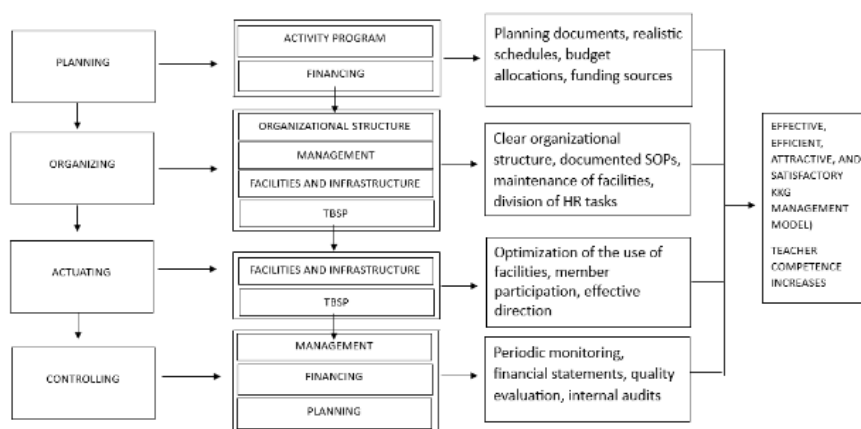 PLANNING
ACTIVITY PROGRAM
FINANCING
Planning documents, realistic
schedules, budget
allocations, funding sources
ORGANIZING
ORGANIZATIONAL STRUCTURE
MANAGEMENT
FACILITIES AND INFRASTRUCTURE
TBSP
Clear organizational
structure, documented SOPs,
maintenance of facilities,
division of HR tasks
ACTUATING
FACILITIES AND INFRASTRUCTURE
TBSP
Optimization of the use of
facilities, member
participation, effective
direction
CONTROLLING
MANAGEMENT
FINANCING
PLANNING
Periodic monitoring,
financial statements, quality
evaluation, internal audits
EFFECTIVE,
EFFICIENT,
ATTRACTIVE, AND
SATISFACTORY
KKG
MANAGEMENT
MODEL)
TEACHER
COMPETENCE
INCREASES